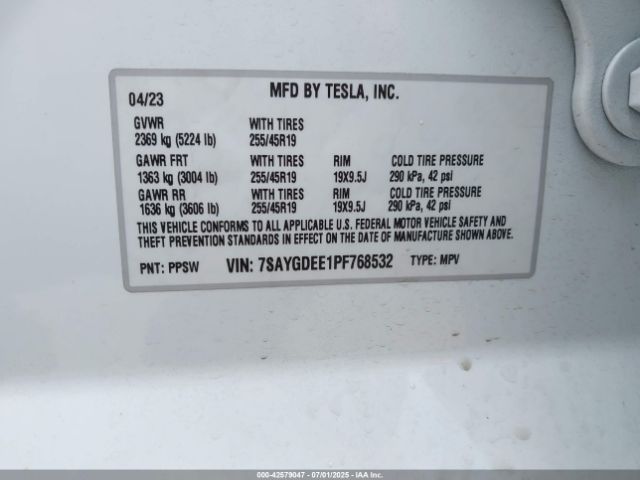 MFD BY TESLA, INC.
04/23
GVWR WITH TIRES
2369 kg (5224 lb) 255/45R19
GAWR FRT WITH TIRES RIM COLD TIRE PRESSURE
1363 kg (3004 lb) 255/45R19 19X9.5J 290 kPa, 42 psi
GAWR RR WITH TIRES RIM COLD TIRE PRESSURE
1636 kg (3606 lb) 255/45R19 19X9.5J 290 kPa, 42 psi
THIS VEHICLE CONFORMS TO ALL APPLICABLE U.S. FEDERAL MOTOR VEHICLE SAFETY AND
THEFT PREVENTION STANDARDS IN EFFECT ON THE DATE OF MANUFACTURE SHOWN ABOVE.
PNT: PPSW VIN: 7SAYGDEE1PF768532 TYPE: MPV
000-42579047 - 07/01/2025 - IAAI.COM